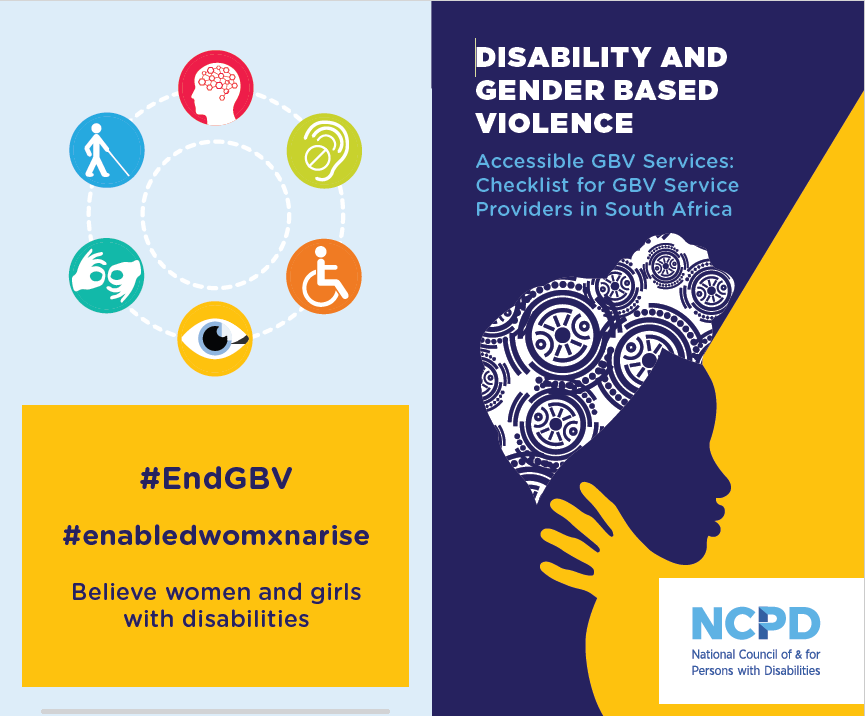 #EndGBV
#enabledwomxnarise
Believe women and girls
with disabilities
DISABILITY AND
GENDER BASED
VIOLENCE
Accessible GBV Services:
Checklist for GBV Service
Providers in South Africa
NCPD
National Council of & for
Persons with Disabilities